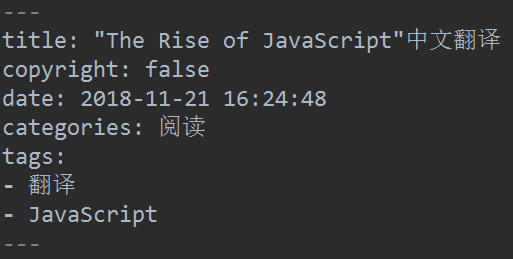 ---
title: "The Rise of JavaScript"中文翻译
copyright: false
date: 2018-11-21 16:24:48
categories: 阅读
tags:
- 翻译
- JavaScript
---